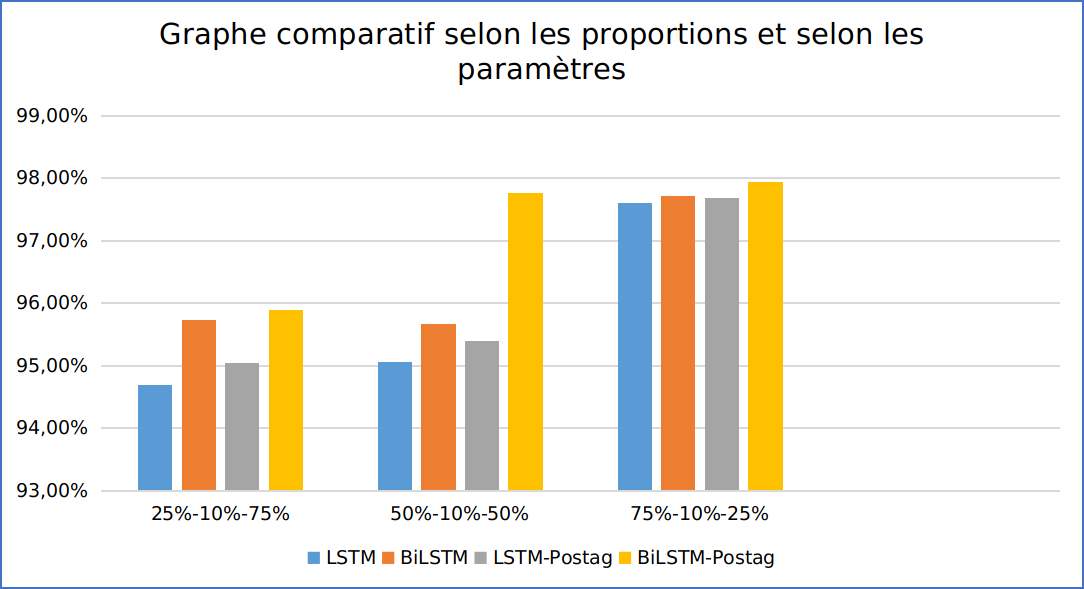 Graphe comparatif selon les proportions et selon les
paramètres
99,00%
98,00%
97,00%
96,00%
95,00%
94,00%
93,00%
25%-10%-75% 50%-10%-50% 75%-10%-25%
LSTM BiLSTM LSTM-Postag BiLSTM-Postag